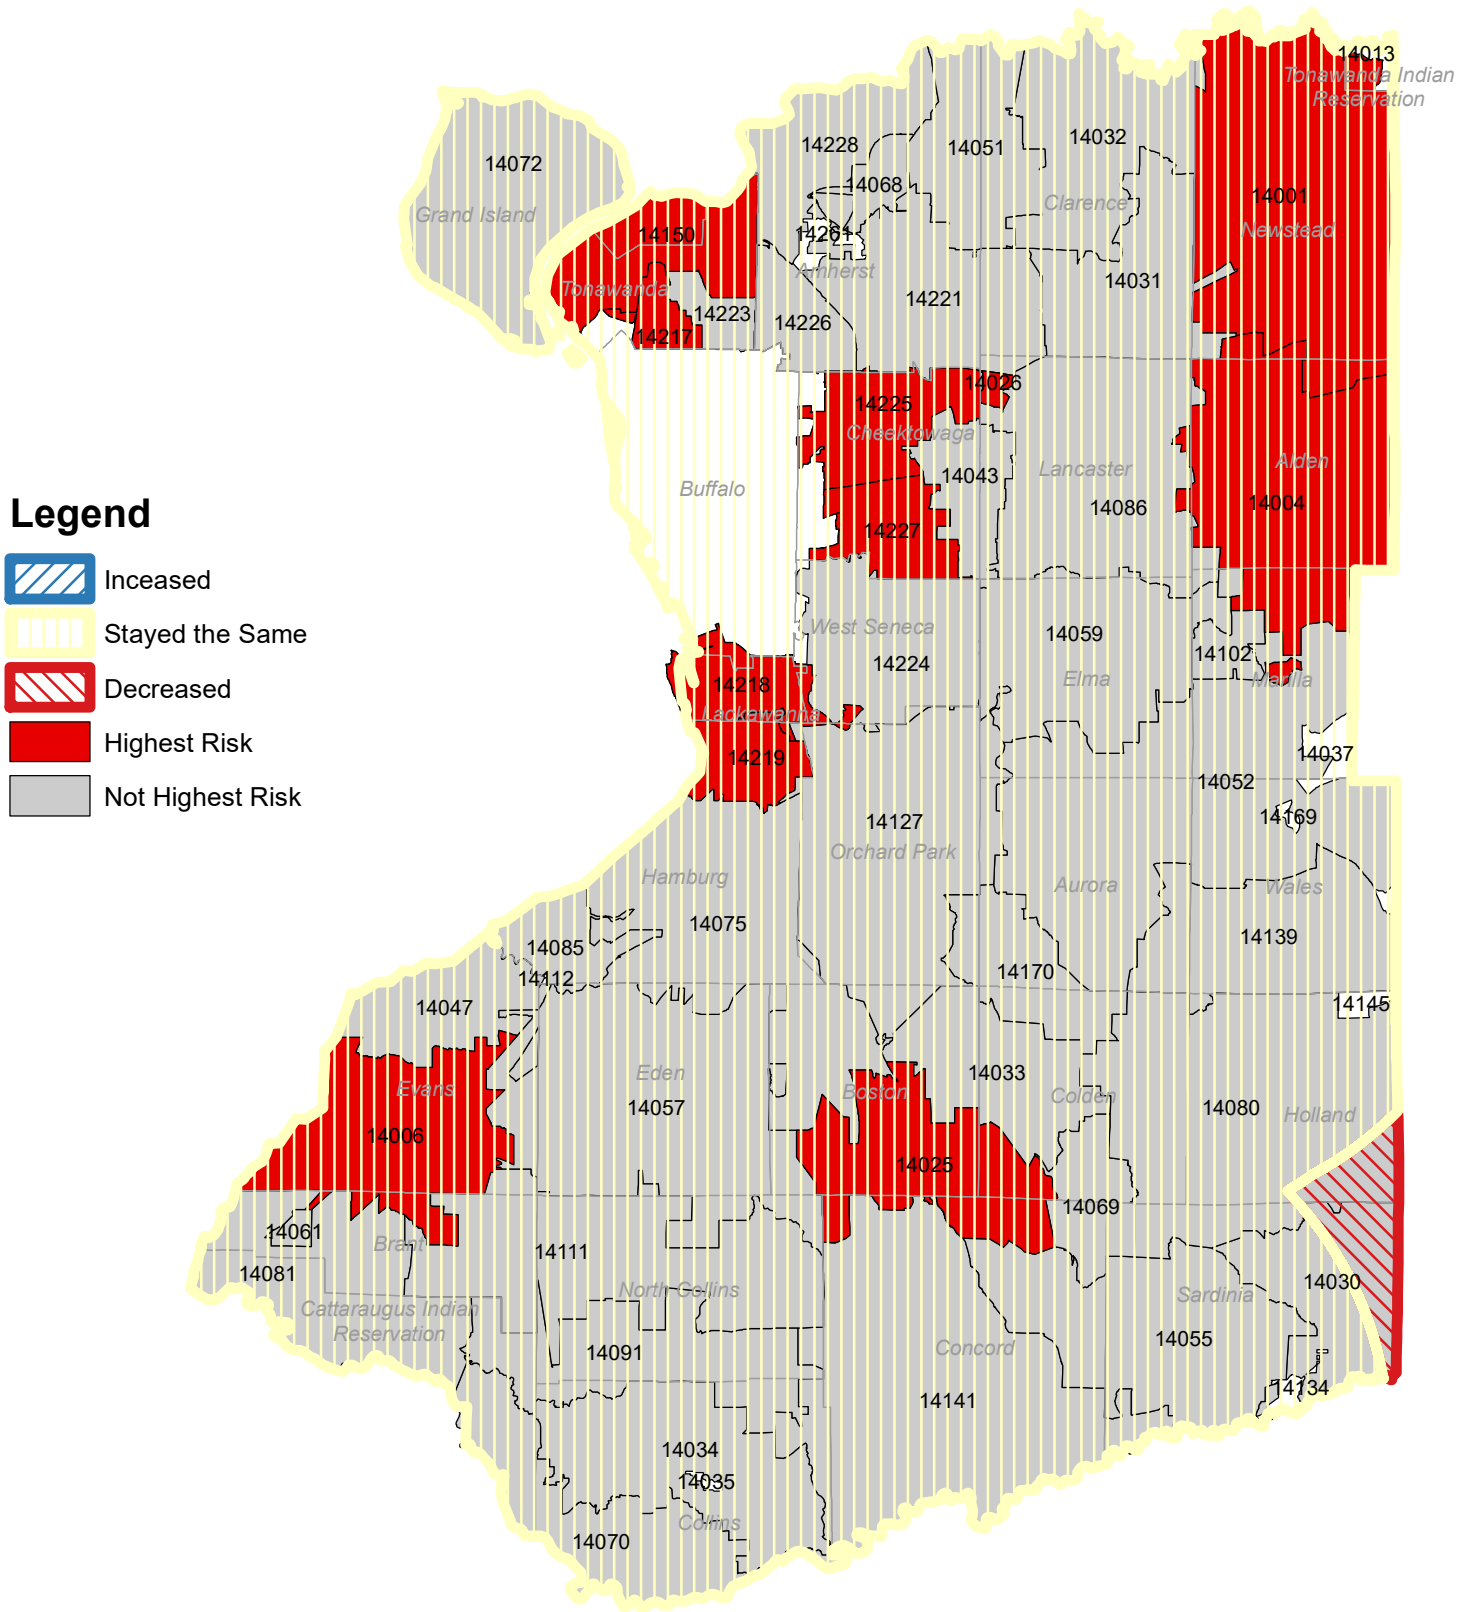 14013
Tonawanda Indian
Reservation
14032
14228
14051
14072
14068
14001
Clarence
Grand Island
Newstead
14150
14261
Amherst
14031
Tonawanda
14221
14223
14226
14217
14026
14225
Cheektowaga
Alden
Lancaster
14043
Buffalo
14004
14086
Legend
14227
Inceased
Stayed the Same
West Seneca
14059
14102
14224
Elma
Marilla
Decreased
14218
Lackawanna
Highest Risk
14037
14219
14052
Not Highest Risk
14169
14127
Orchard Park
Hamburg
Aurora
Wales
14075
14139
14085
14170
14112
14145
14047
Eden
14033
Evans
Boston
Colden
14057
14080
Holland
14006
14025
14069
14061
Brant
14111
14081
14030
North Collins
Sardinia
Cattaraugus Indian
Reservation
14055
Concord
14091
14134
14141
14034
14035
Collins
14070